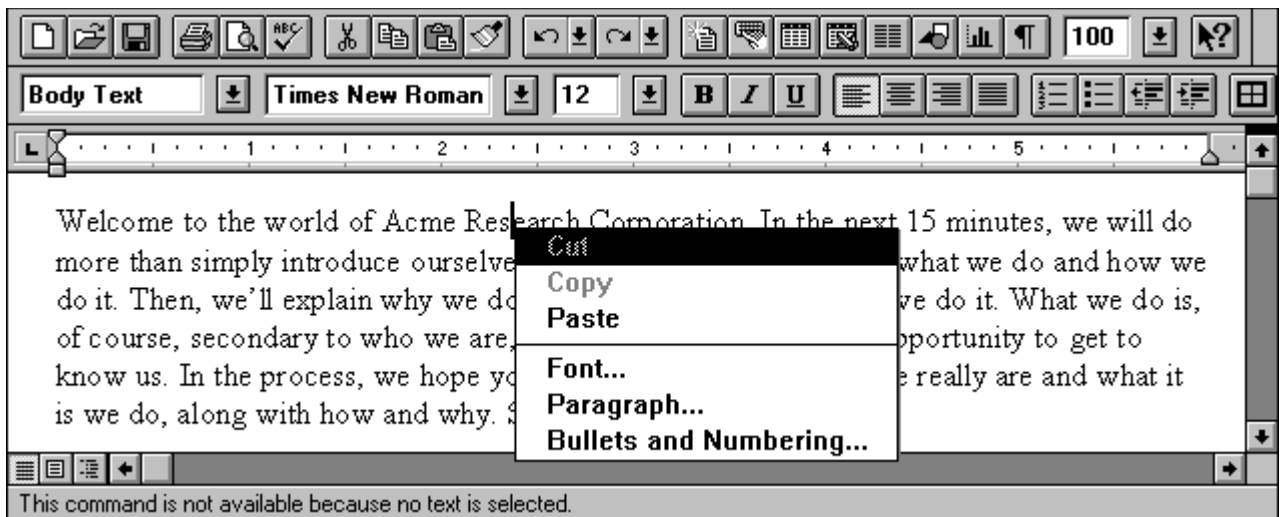 ABC
100
Body Text
Times New Roman
12
B I U
1 2 3 4 5
Welcome to the world of Acme Research Corporation. In the next 15 minutes, we will do
more than simply introduce ourselve what we do and how we
do it. Then, we’ll explain why we do ve do it. What we do is,
of course, secondary to who we are, pportunity to get to
know us. In the process, we hope yo e really are and what it
is we do, along with how and why.
Cut
Copy
Paste
Font...
Paragraph...
Bullets and Numbering...
This command is not available because no text is selected.